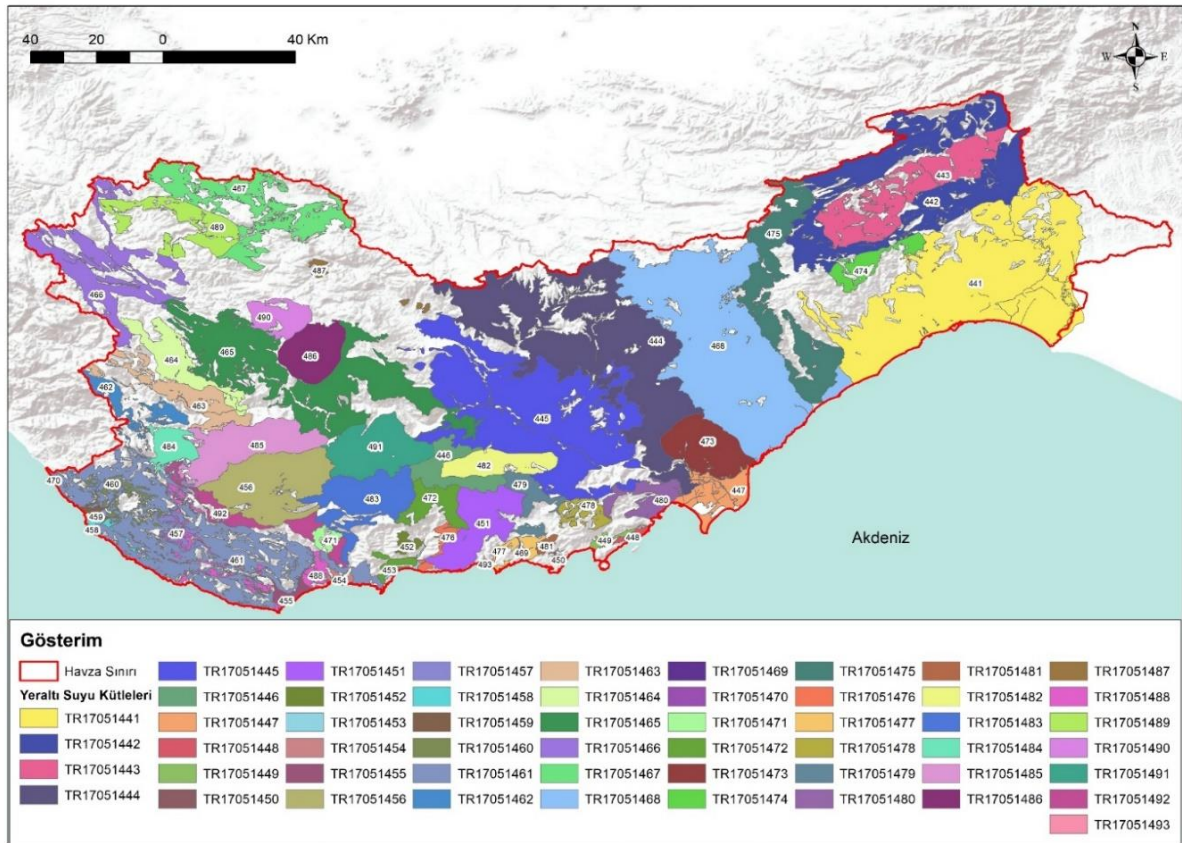 40 20 0 40 Km
N
W E
S
467
443
442
489
475
487
474
466
441
490
444
468
465
486
464
462
463
445
473
484
485
491
446
482
470
460
456
479
447
483
472
480
459
492
478
458
451
457
471
452
476
449 448
461
477 469 481
Akdeniz
488
453
493
450
454
455
Gösterim
Havza Sınırı
Yeraltı Suyu Kütleleri
TR17051441
TR17051442
TR17051443
TR17051444
TR17051445
TR17051446
TR17051447
TR17051448
TR17051449
TR17051450
TR17051451
TR17051452
TR17051453
TR17051454
TR17051455
TR17051456
TR17051457
TR17051458
TR17051459
TR17051460
TR17051461
TR17051462
TR17051463
TR17051464
TR17051465
TR17051466
TR17051467
TR17051468
TR17051469
TR17051470
TR17051471
TR17051472
TR17051473
TR17051474
TR17051475
TR17051476
TR17051477
TR17051478
TR17051479
TR17051480
TR17051481
TR17051482
TR17051483
TR17051484
TR17051485
TR17051486
TR17051487
TR17051488
TR17051489
TR17051490
TR17051491
TR17051492
TR17051493